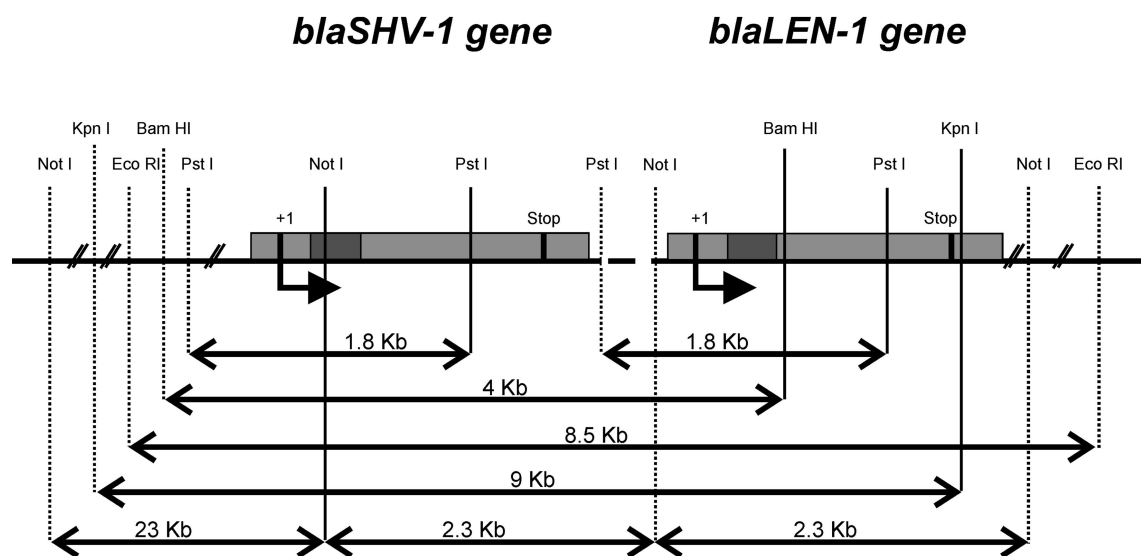 blaSHV-1 gene blaLEN-1 gene
Kpn I Bam HI Bam HI Kpn I
Not I Eco RI Pst I Not I Pst I Pst I Not I Pst I Not I Eco RI
+1 Stop +1 Stop
1.8 Kb 1.8 Kb
4 Kb
8.5 Kb
9 Kb
23 Kb 2.3 Kb 2.3 Kb